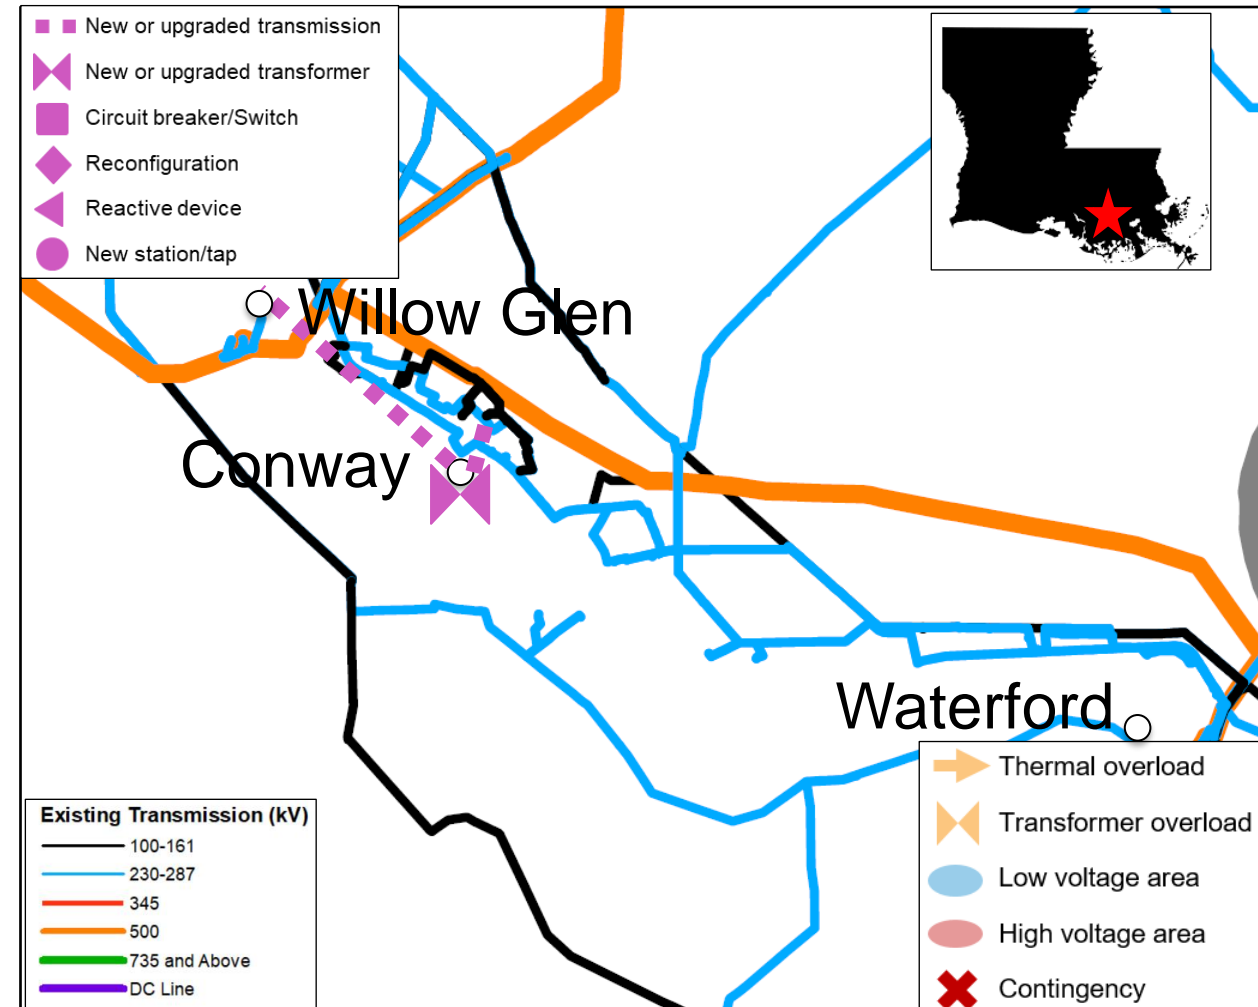 New or upgraded transmission
New or upgraded transformer
Circuit breaker/Switch
Reconfiguration
Reactive device
New station/tap
Willow Glen
Conway
Waterford
Existing Transmission (kV)
100-161
230-287
345
500
735 and Above
DC Line
Thermal overload
Transformer overload
Low voltage area
High voltage area
Contingency